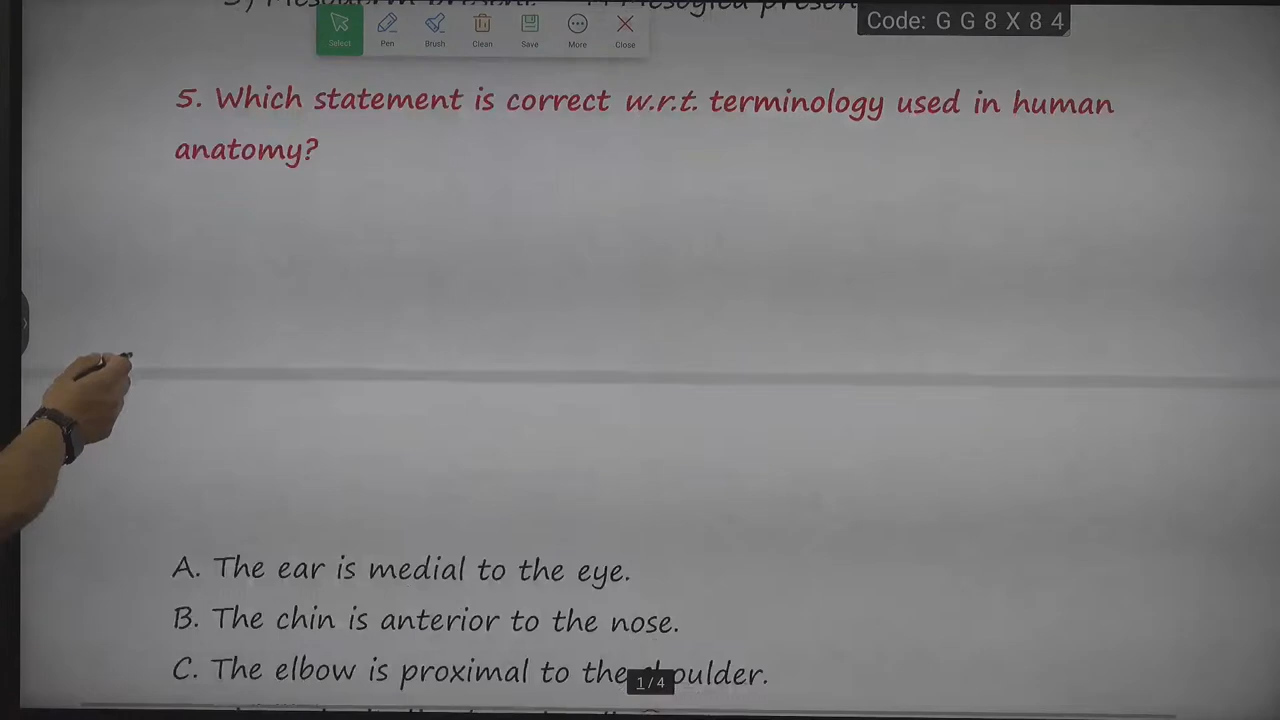 Code: G G 8 X 8 4
Select Pen Brush Clean Save More Close
5. Which statement is correct w.r.t. terminology used in human
anatomy?
A. The ear is medial to the eye.
B. The chin is anterior to the nose.
C. The elbow is proximal to the shoulder.
1/4